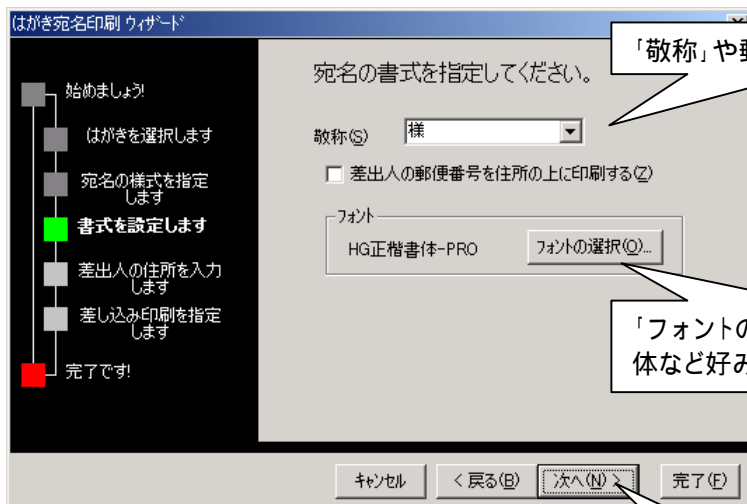 はがき宛名印刷 ウィザード
始めましょう!
はがきを選択します
宛名の様式を指定
します
書式を設定します
差出人の住所を入力
します
差し込み印刷を指定
します
完了です!
宛名の書式を指定してください。
「敬称」や
敬称(S)
様
差出人の郵便番号を住所の上に印刷する(Z)
フォント
HG正楷書体-PRO
フォントの選択(O)...
「フォントの
体など好み
キャンセル
< 戻る(B)
次へ(N) >
完了(F)